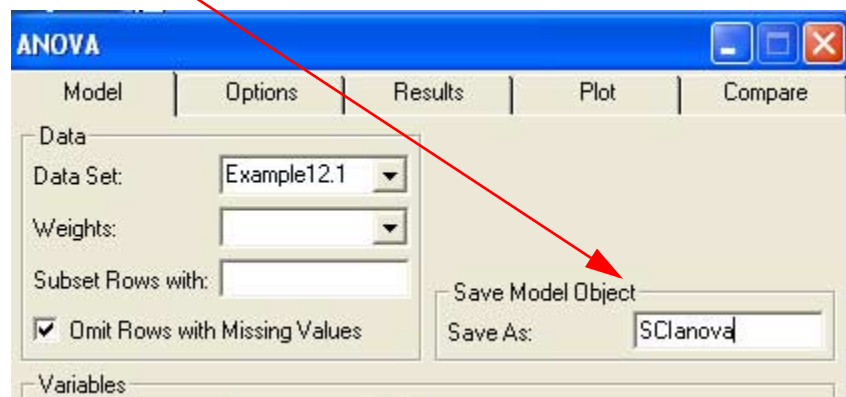 ANOVA
Model Options Results Plot Compare
Data
Data Set: Example12.1
Weights:
Subset Rows with:
Omit Rows with Missing Values
Save Model Object
Save As: SCIanova
Variables